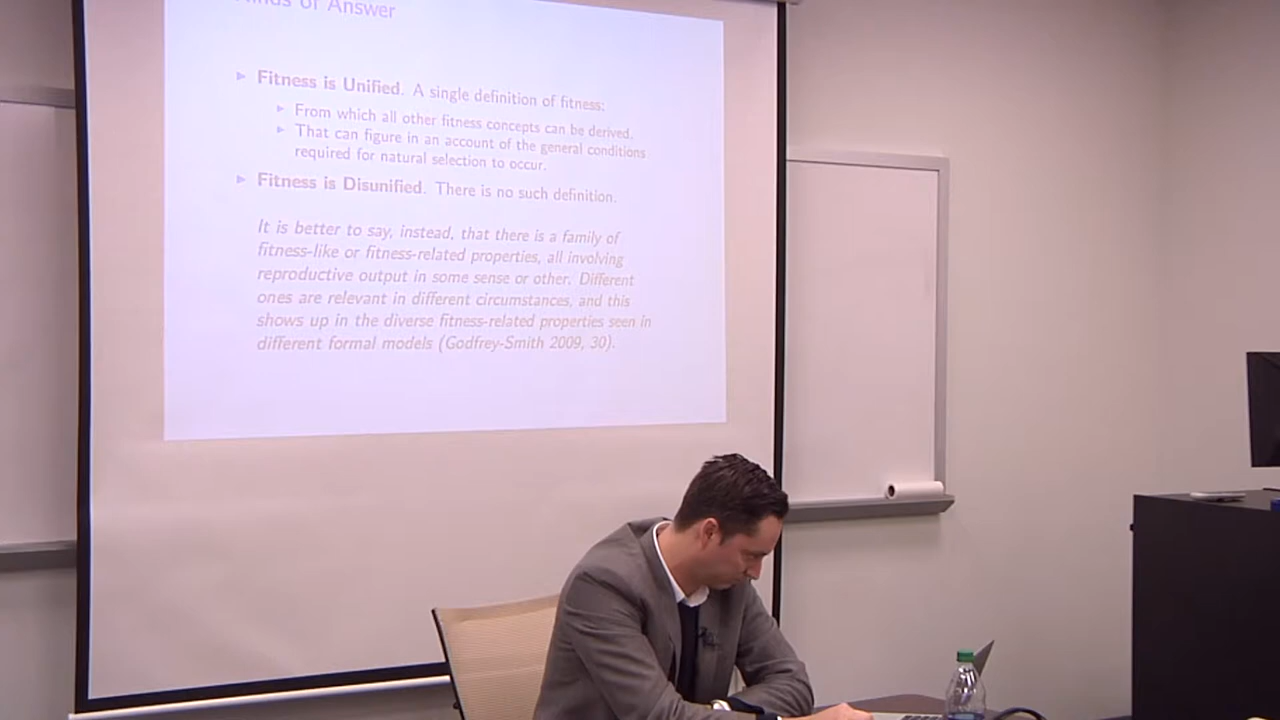 of Answer
Fitness is Unified. A single definition of fitness:
From which all other fitness concepts can be derived.
That can figure in an account of the general conditions
required for natural selection to occur.
Fitness is Disunified. There is no such definition.
It is better to say, instead, that there is a family of
fitness-like or fitness-related properties, all involving
reproductive output in some sense or other. Different
ones are relevant in different circumstances, and this
shows up in the diverse fitness-related properties seen in
different formal models (Godfrey-Smith 2009, 30).